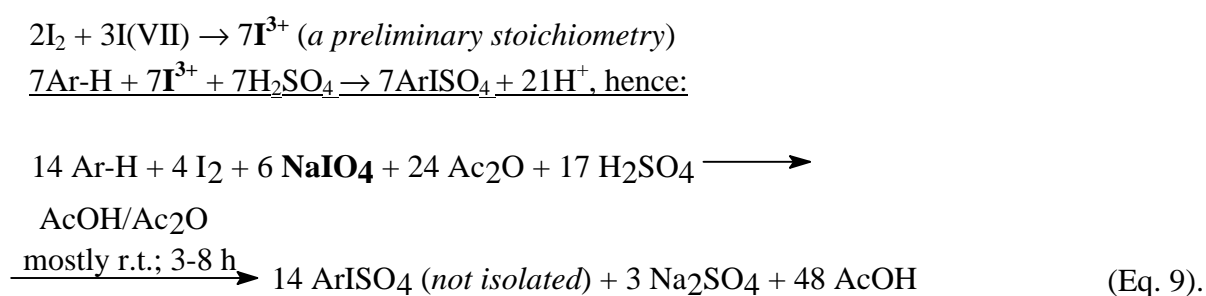 2I₂ + 3I(VII) → 7I³⁺ (a preliminary stoichiometry)
7Ar-H + 7I³⁺ + 7H₂SO₄ → 7ArISO₄ + 21H⁺, hence:
14 Ar-H + 4 I₂ + 6 NaIO₄ + 24 Ac₂O + 17 H₂SO₄ ⟶
AcOH/Ac₂O
mostly r.t.; 3-8 h
⟶ 14 ArISO₄ (not isolated) + 3 Na₂SO₄ + 48 AcOH (Eq. 9).